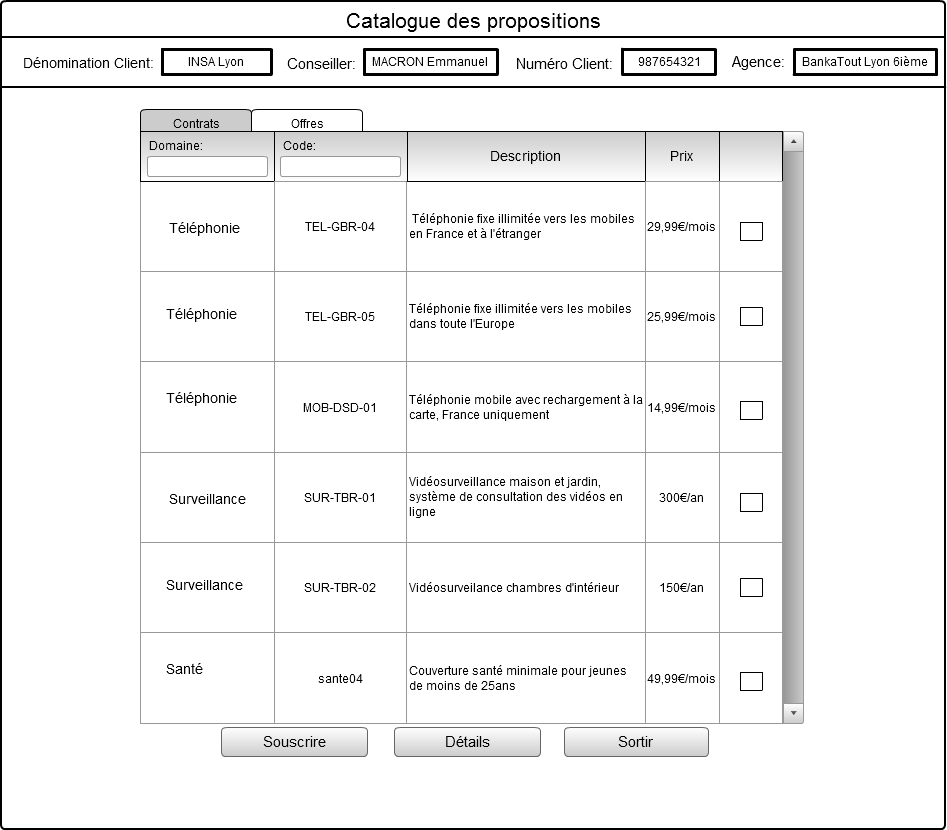 Catalogue des propositions
Dénomination Client: INSA Lyon Conseiller: MACRON Emmanuel Numéro Client: 987654321 Agence: BankaTout Lyon 6ième
Contrats Offres
Domaine: Code: Description Prix
Téléphonie TEL-GBR-04 Téléphonie fixe illimitée vers les mobiles
en France et à l'étranger 29,99€/mois
Téléphonie TEL-GBR-05 Téléphonie fixe illimitée vers les mobiles
dans toute l'Europe 25,99€/mois
Téléphonie MOB-DSD-01 Téléphonie mobile avec rechargement à la
carte, France uniquement 14,99€/mois
Surveillance SUR-TBR-01 Vidéosurveillance maison et jardin,
système de consultation des vidéos en
ligne 300€/an
Surveillance SUR-TBR-02 Vidéosurveilance chambres d'intérieur 150€/an
Santé sante04 Couverture santé minimale pour jeunes
de moins de 25ans 49,99€/mois
Souscrire Détails Sortir